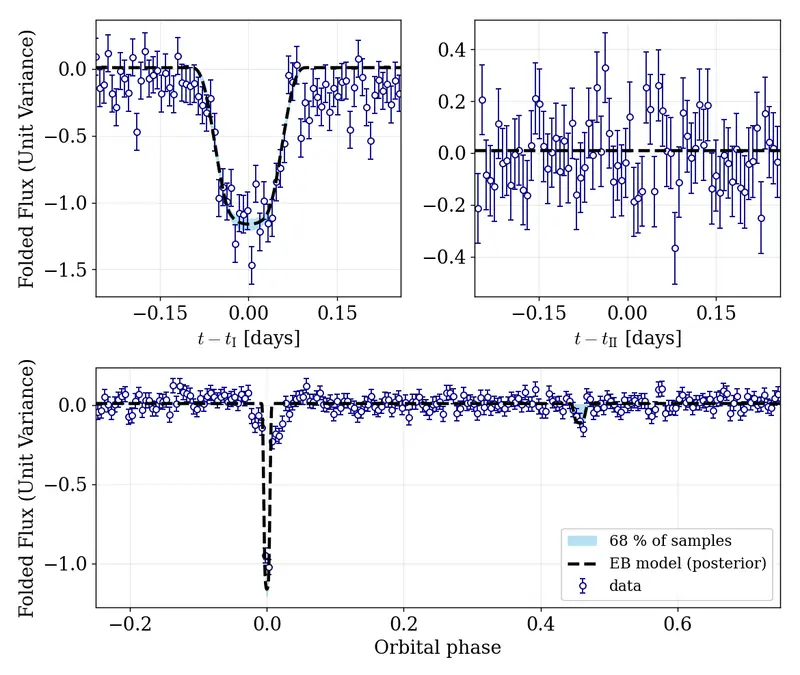 Folded Flux (Unit Variance)
0.0
−0.5
−1.0
−1.5
−0.15
0.00
0.15
t − t_I [days]
0.4
0.2
0.0
−0.2
−0.4
−0.15
0.00
0.15
t − t_II [days]
Folded Flux (Unit Variance)
0.0
−0.5
−1.0
68 % of samples
EB model (posterior)
data
−0.2
0.0
0.2
0.4
0.6
Orbital phase